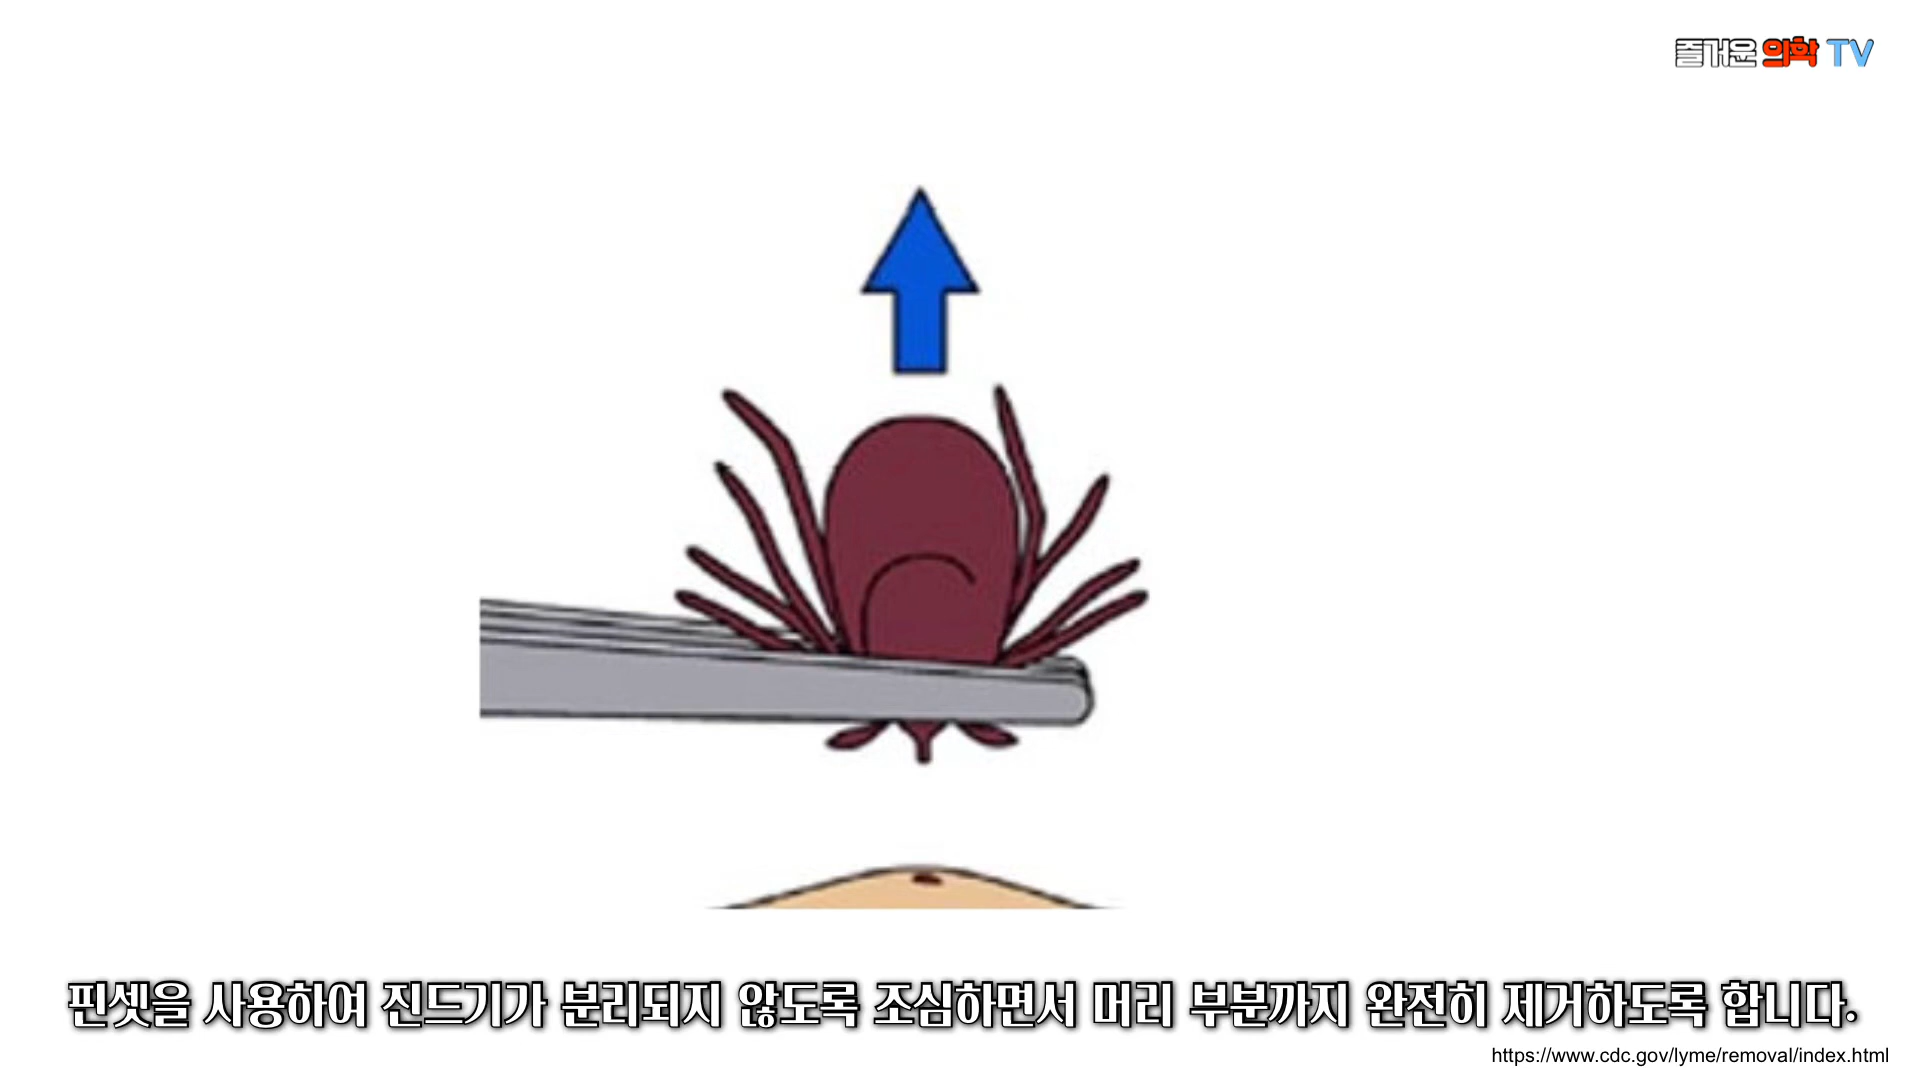 즐거운 의학 TV
핀셋을 사용하여 진드기가 분리되지 않도록 조심하면서 머리 부분까지 완전히 제거하도록 합니다.
https://www.cdc.gov/lyme/removal/index.html